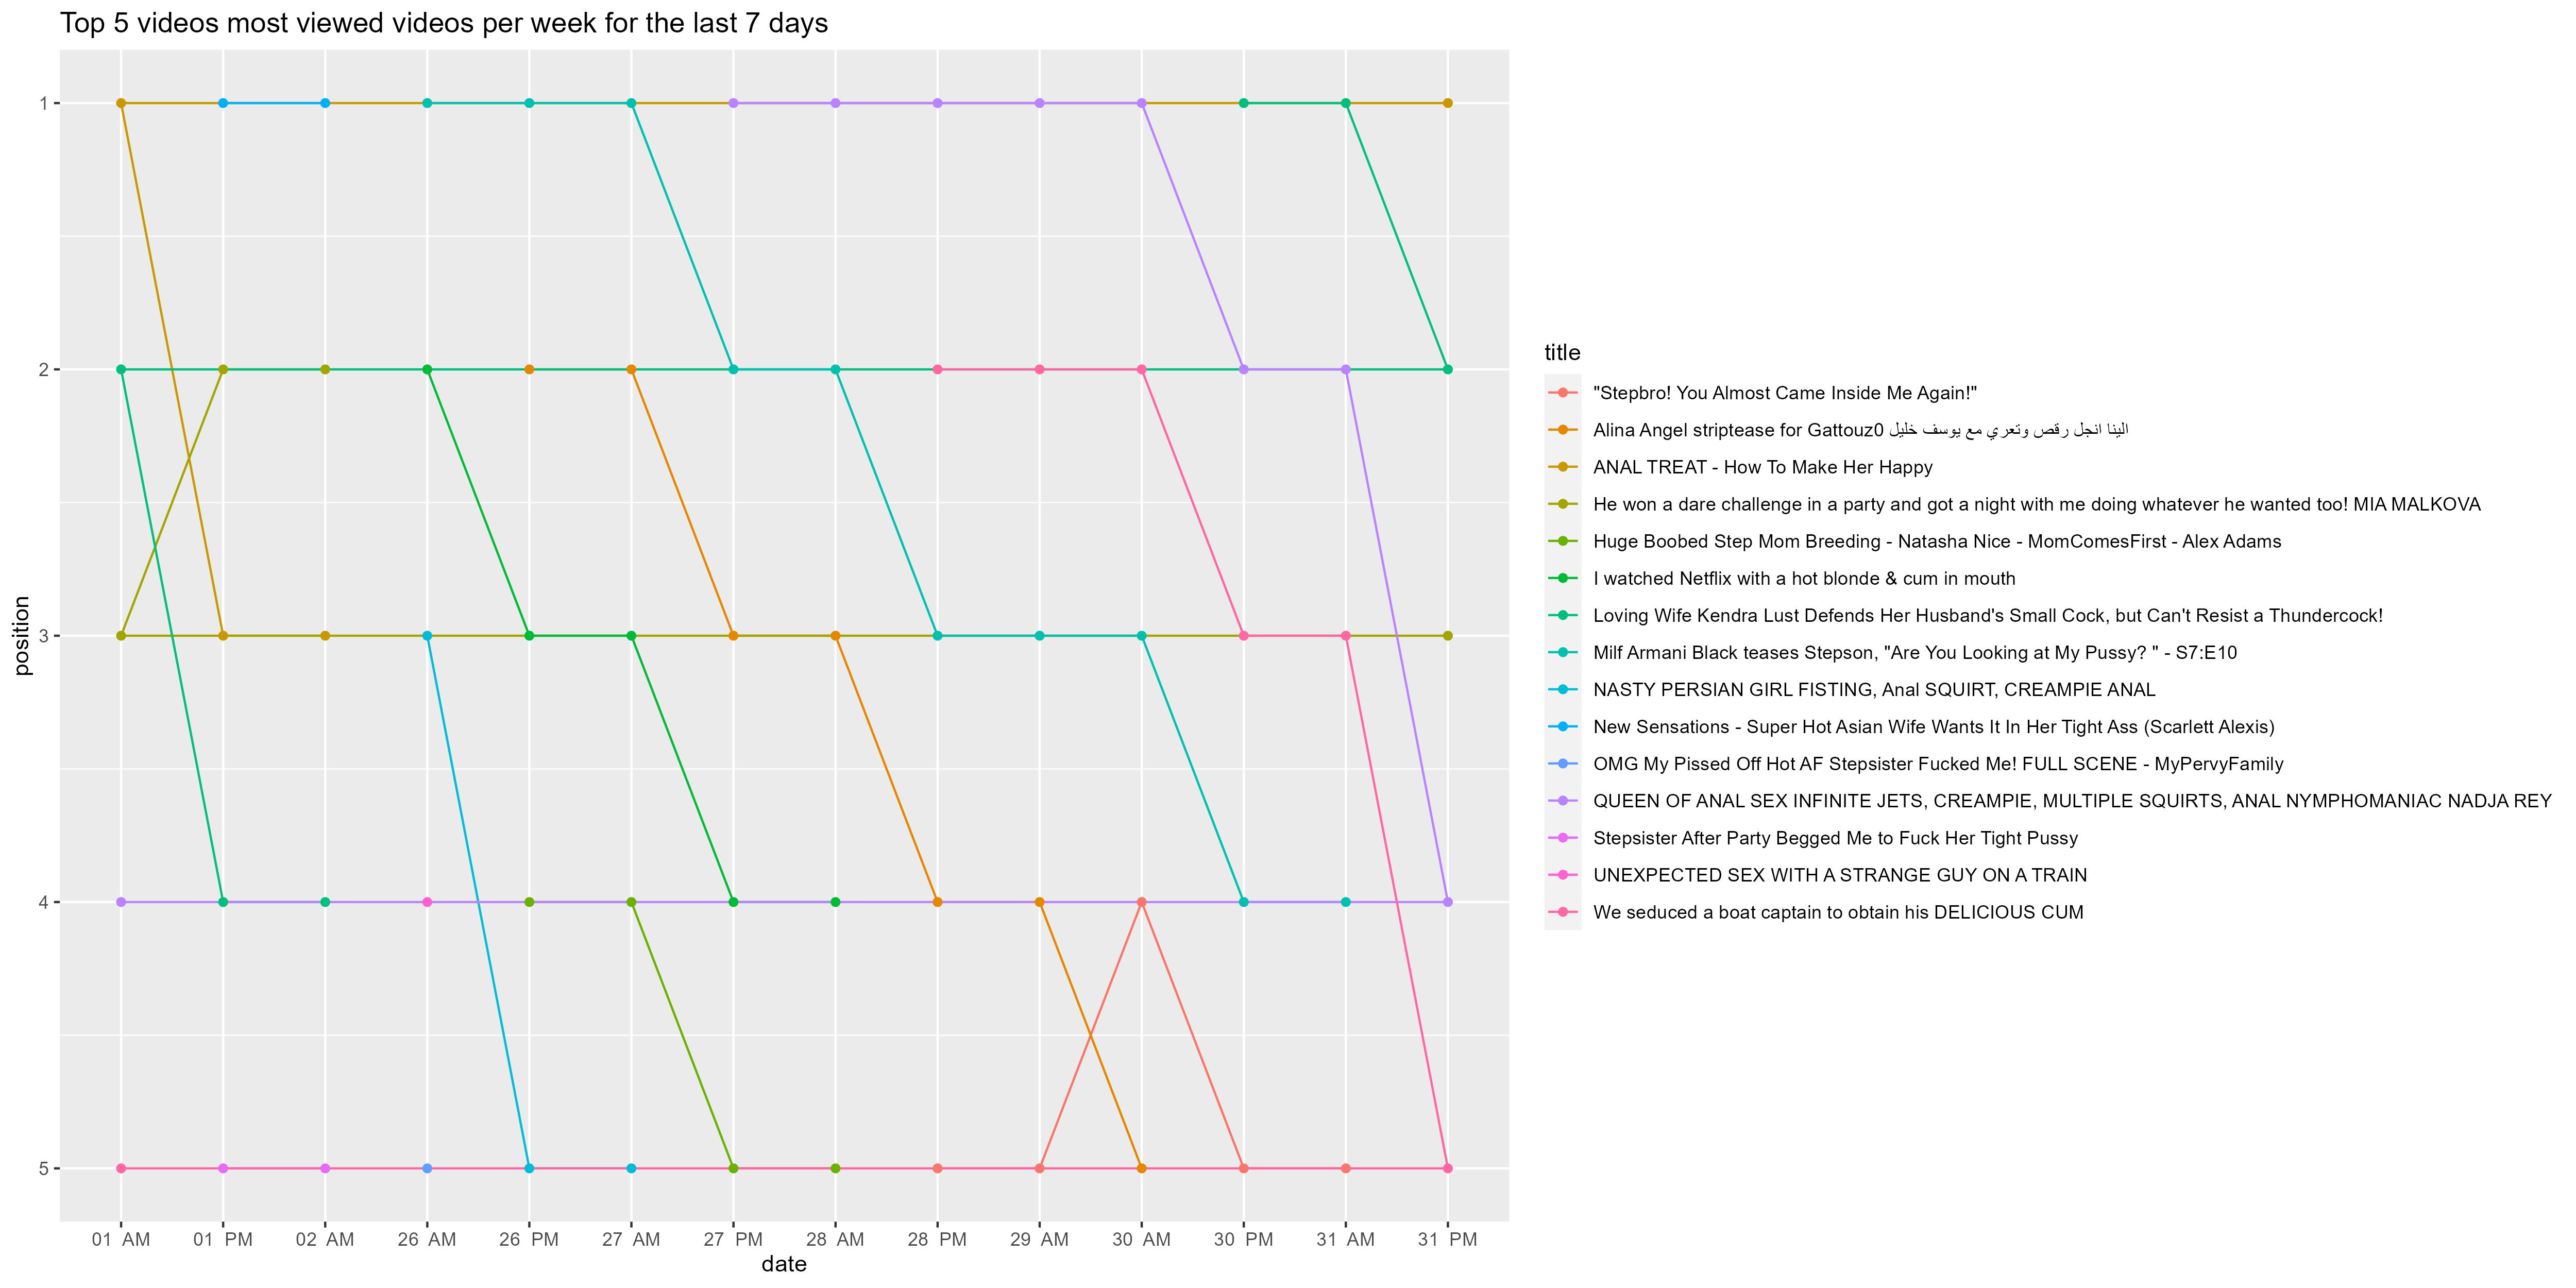 Top 5 videos most viewed videos per week for the last 7 days
position
1
2
3
4
5
01 AM 01 PM 02 AM 26 AM 26 PM 27 AM 27 PM 28 AM 28 PM 29 AM 30 AM 30 PM 31 AM 31 PM
date
title
"Stepbro! You Almost Came Inside Me Again!"
Alina Angel striptease for Gattouz0 الينا انجل رقص وتعري مع يوسف خليل
ANAL TREAT - How To Make Her Happy
He won a dare challenge in a party and got a night with me doing whatever he wanted too! MIA MALKOVA
Huge Boobed Step Mom Breeding - Natasha Nice - MomComesFirst - Alex Adams
I watched Netflix with a hot blonde & cum in mouth
Loving Wife Kendra Lust Defends Her Husband's Small Cock, but Can't Resist a Thundercock!
Milf Armani Black teases Stepson, "Are You Looking at My Pussy? " - S7:E10
NASTY PERSIAN GIRL FISTING, Anal SQUIRT, CREAMPIE ANAL
New Sensations - Super Hot Asian Wife Wants It In Her Tight Ass (Scarlett Alexis)
OMG My Pissed Off Hot AF Stepsister Fucked Me! FULL SCENE - MyPervyFamily
QUEEN OF ANAL SEX INFINITE JETS, CREAMPIE, MULTIPLE SQUIRTS, ANAL NYMPHOMANIAC NADJA REY
Stepsister After Party Begged Me to Fuck Her Tight Pussy
UNEXPECTED SEX WITH A STRANGE GUY ON A TRAIN
We seduced a boat captain to obtain his DELICIOUS CUM